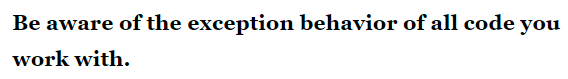 Be aware of the exception behavior of all code you
work with.